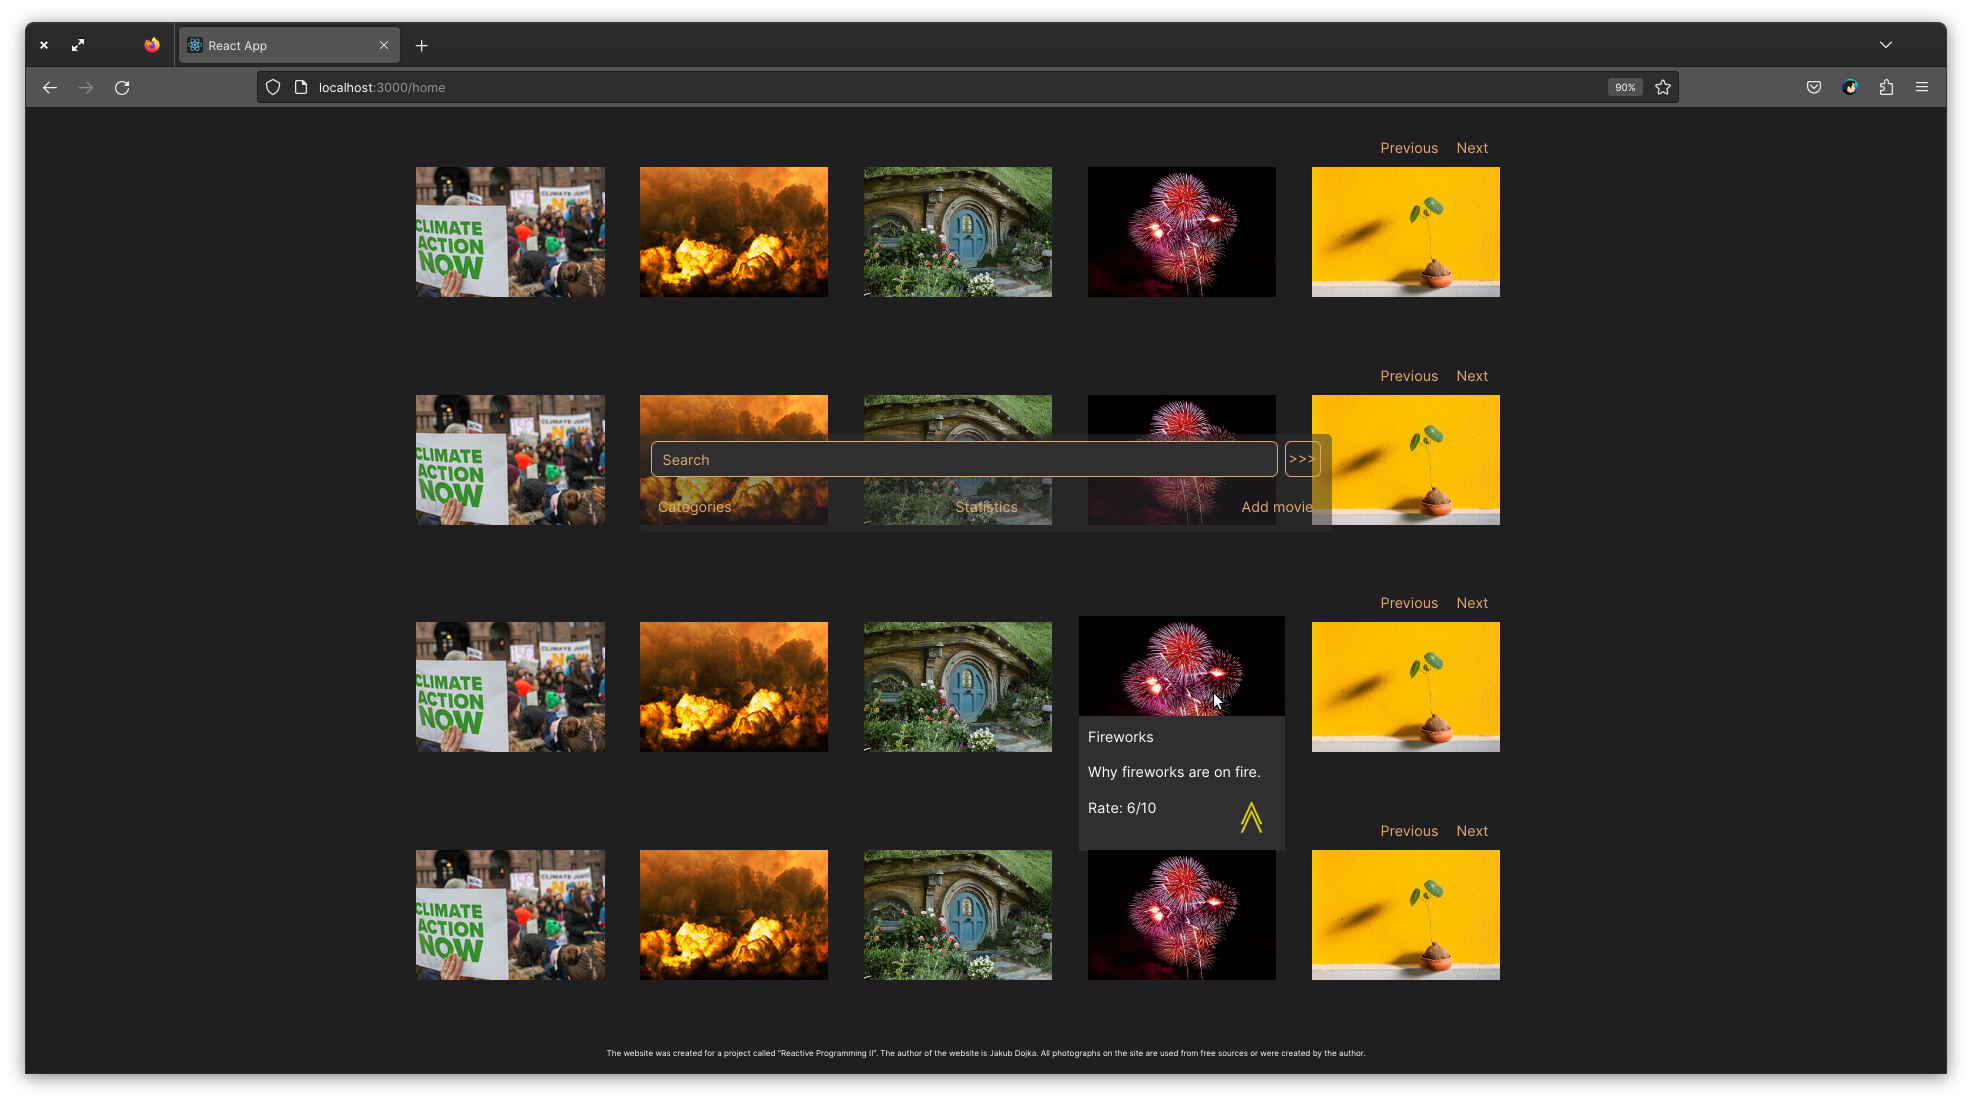 React App
localhost:3000/home
90%
Previous Next
CLIMATE ACTION NOW
CLIMATE JUSTICE
Previous Next
CLIMATE ACTION NOW
Search
>>>
Categories Statistics Add movie
Previous Next
CLIMATE ACTION NOW
Fireworks
Why fireworks are on fire.
Rate: 6/10
Previous Next
CLIMATE ACTION NOW
The website was created for a project called "Reactive Programming II". The author of the website is Jakub Dojka. All photographs on the site are used from free sources or were created by the author.